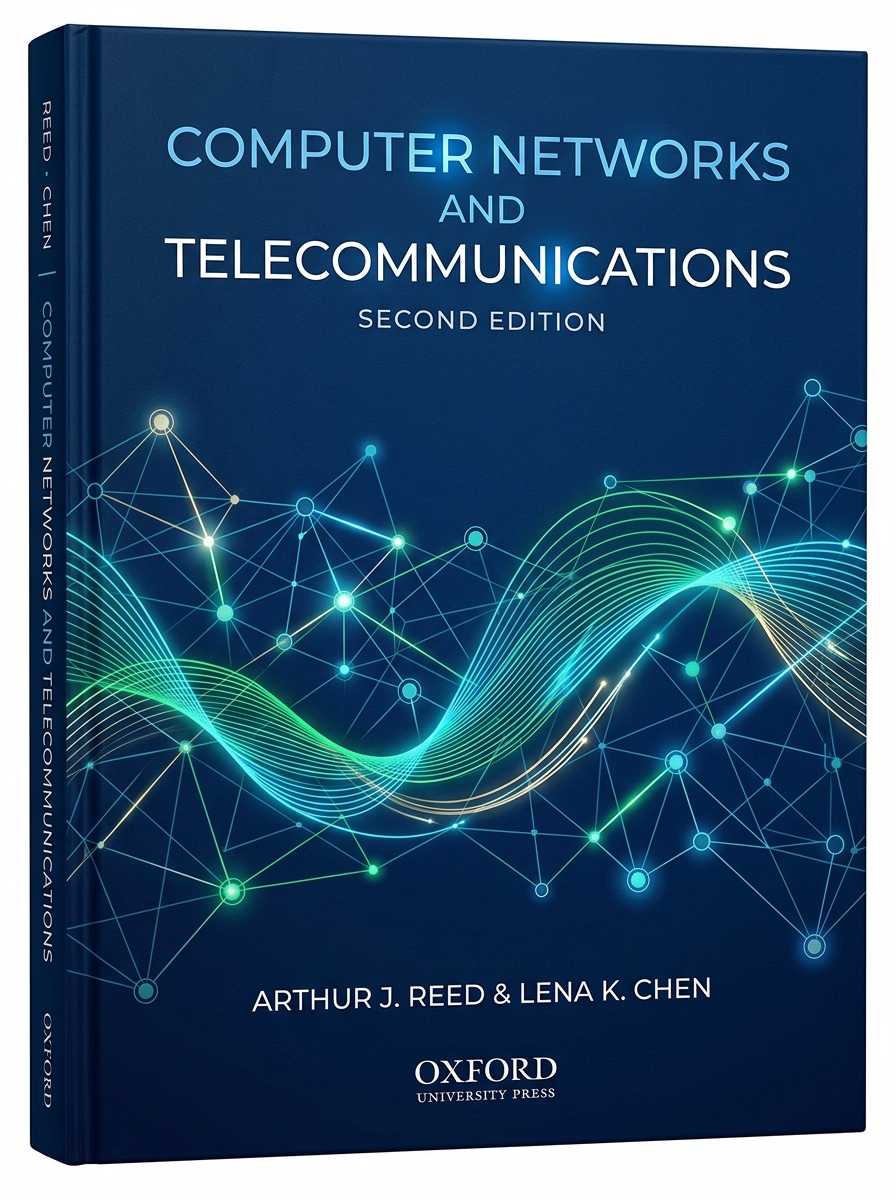 COMPUTER NETWORKS
AND
TELECOMMUNICATIONS
SECOND EDITION
ARTHUR J. REED & LENA K. CHEN
OXFORD
UNIVERSITY PRESS
REED · CHEN | COMPUTER NETWORKS AND TELECOMMUNICATIONS OXFORD